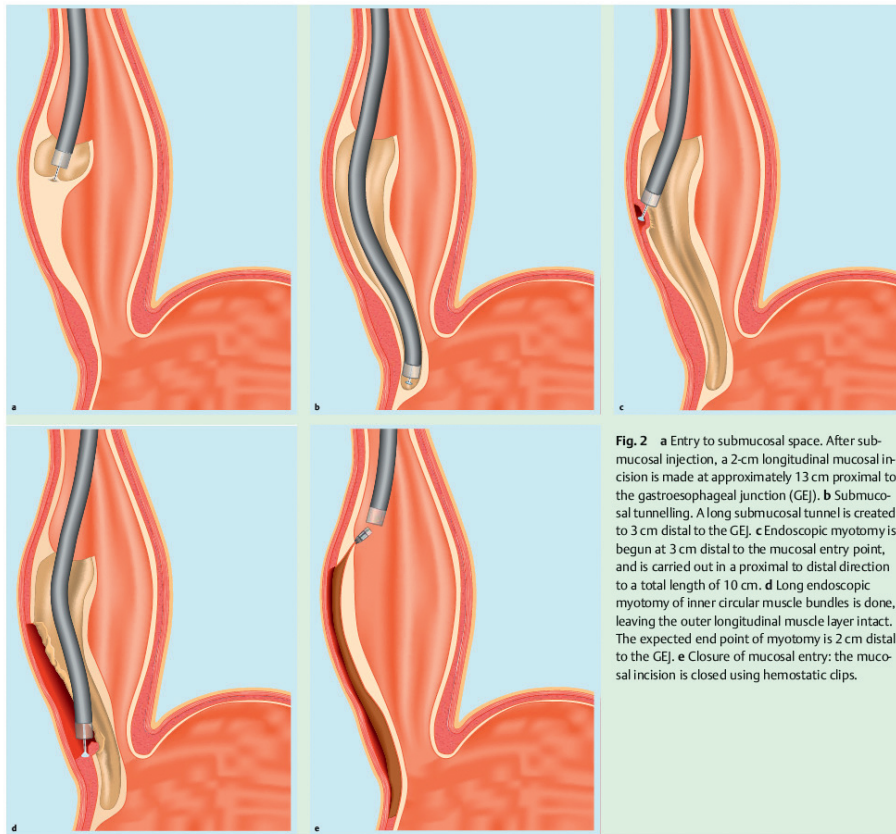 a
b
c
d
e
Fig. 2 a Entry to submucosal space. After sub-
mucosal injection, a 2-cm longitudinal mucosal in-
cision is made at approximately 13 cm proximal to
the gastroesophageal junction (GEJ). b Submuco-
sal tunnelling. A long submucosal tunnel is created
to 3 cm distal to the GEJ. c Endoscopic myotomy is
begun at 3 cm distal to the mucosal entry point,
and is carried out in a proximal to distal direction
to a total length of 10 cm. d Long endoscopic
myotomy of inner circular muscle bundles is done,
leaving the outer longitudinal muscle layer intact.
The expected end point of myotomy is 2 cm distal
to the GEJ. e Closure of mucosal entry: the muco-
sal incision is closed using hemostatic clips.